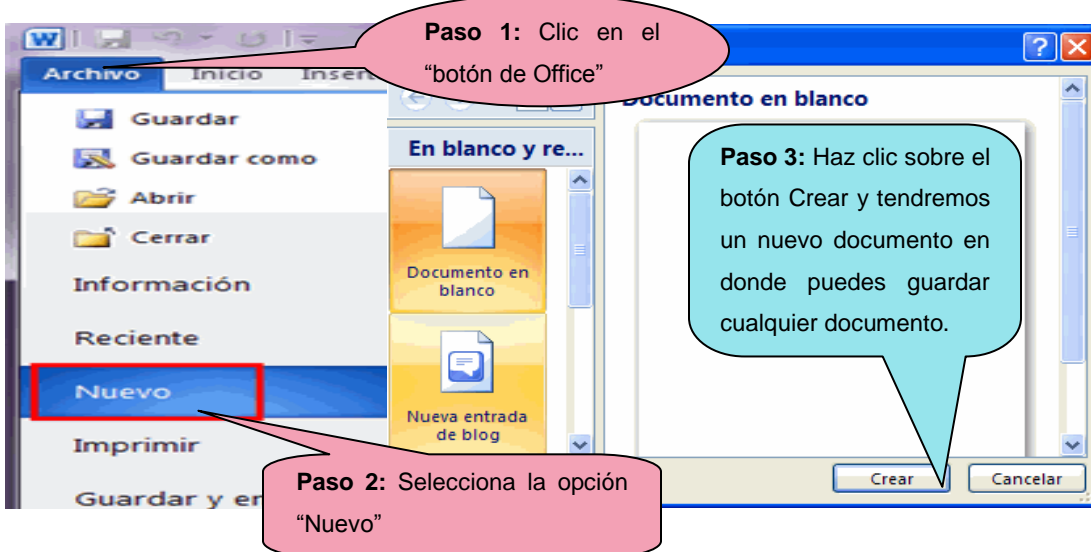 Paso 1: Clic en el
“botón de Office”
W
Archivo
Inicio
Insert
Guardar
Guardar como
Abrir
Cerrar
Información
Reciente
Nuevo
Imprimir
Guardar y en
En blanco y re...
Documento en
blanco
Nueva entrada
de blog
Documento en blanco
Paso 3: Haz clic sobre el
botón Crear y tendremos
un nuevo documento en
donde puedes guardar
cualquier documento.
Paso 2: Selecciona la opción
“Nuevo”
Crear
Cancelar